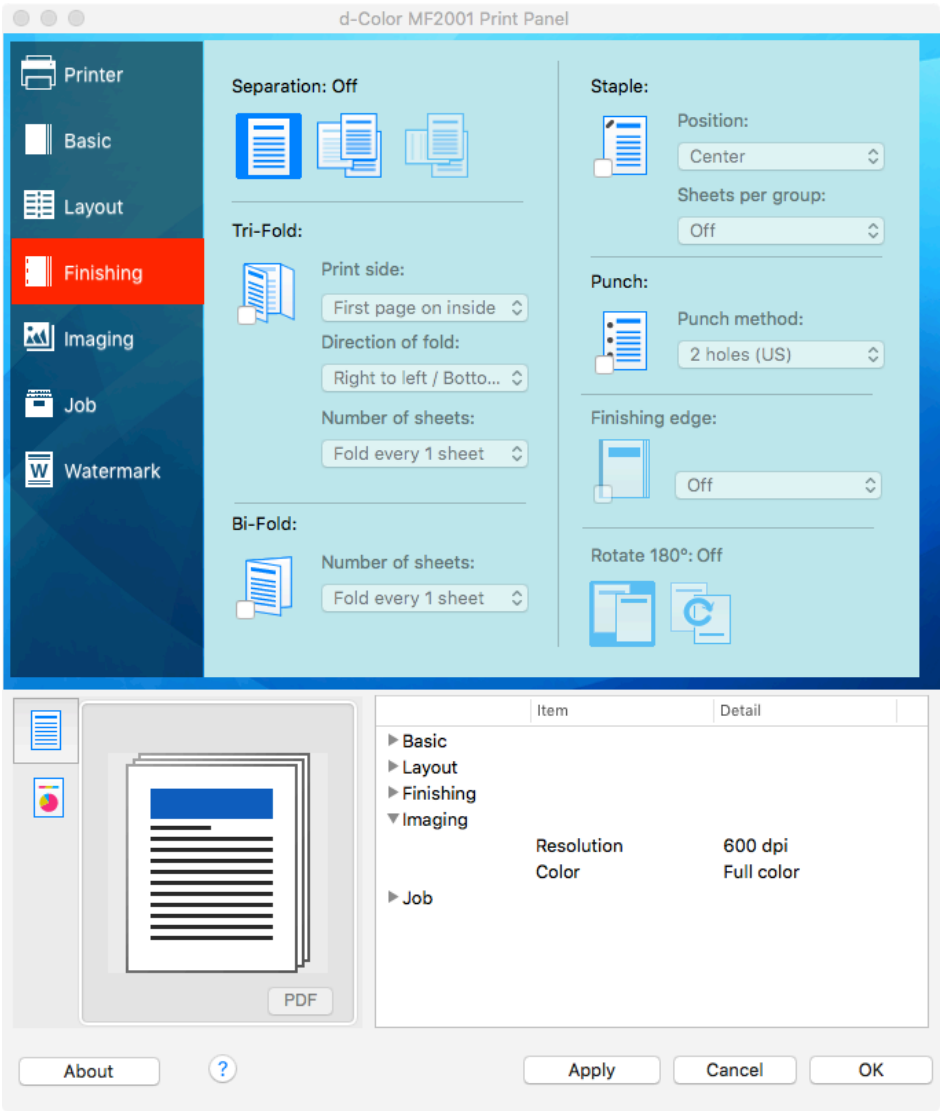 d-Color MF2001 Print Panel
Printer
Basic
Layout
Finishing
Imaging
Job
W
Watermark
Separation: Off
Tri-Fold:
Print side:
First page on inside
Direction of fold:
Right to left / Botto...
Number of sheets:
Fold every 1 sheet
Bi-Fold:
Number of sheets:
Fold every 1 sheet
Staple:
Position:
Center
Sheets per group:
Off
Punch:
Punch method:
2 holes (US)
Finishing edge:
Off
Rotate 180°: Off
PDF
Item Detail
Basic
Layout
Finishing
Imaging
Resolution 600 dpi
Color Full color
Job
About ? Apply Cancel OK